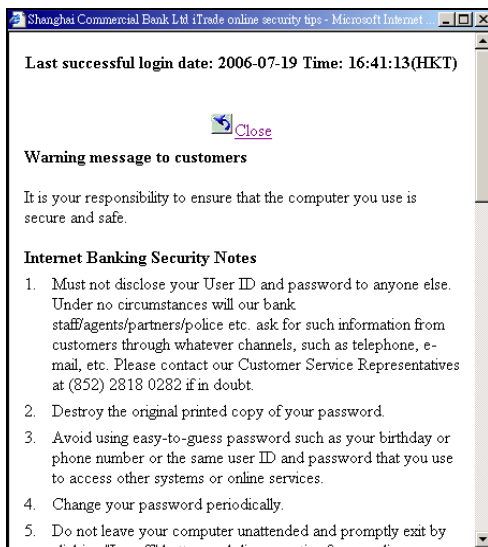 Shanghai Commercial Bank Ltd iTrade online security tips - Microsoft Internet ...
Last successful login date: 2006-07-19 Time: 16:41:13(HKT)
Close
Warning message to customers
It is your responsibility to ensure that the computer you use is
secure and safe.
Internet Banking Security Notes
1. Must not disclose your User ID and password to anyone else.
Under no circumstances will our bank
staff/agents/partners/police etc. ask for such information from
customers through whatever channels, such as telephone, e-
mail, etc. Please contact our Customer Service Representatives
at (852) 2818 0282 if in doubt.
2. Destroy the original printed copy of your password.
3. Avoid using easy-to-guess password such as your birthday or
phone number or the same user ID and password that you use
to access other systems or online services.
4. Change your password periodically.
5. Do not leave your computer unattended and promptly exit by